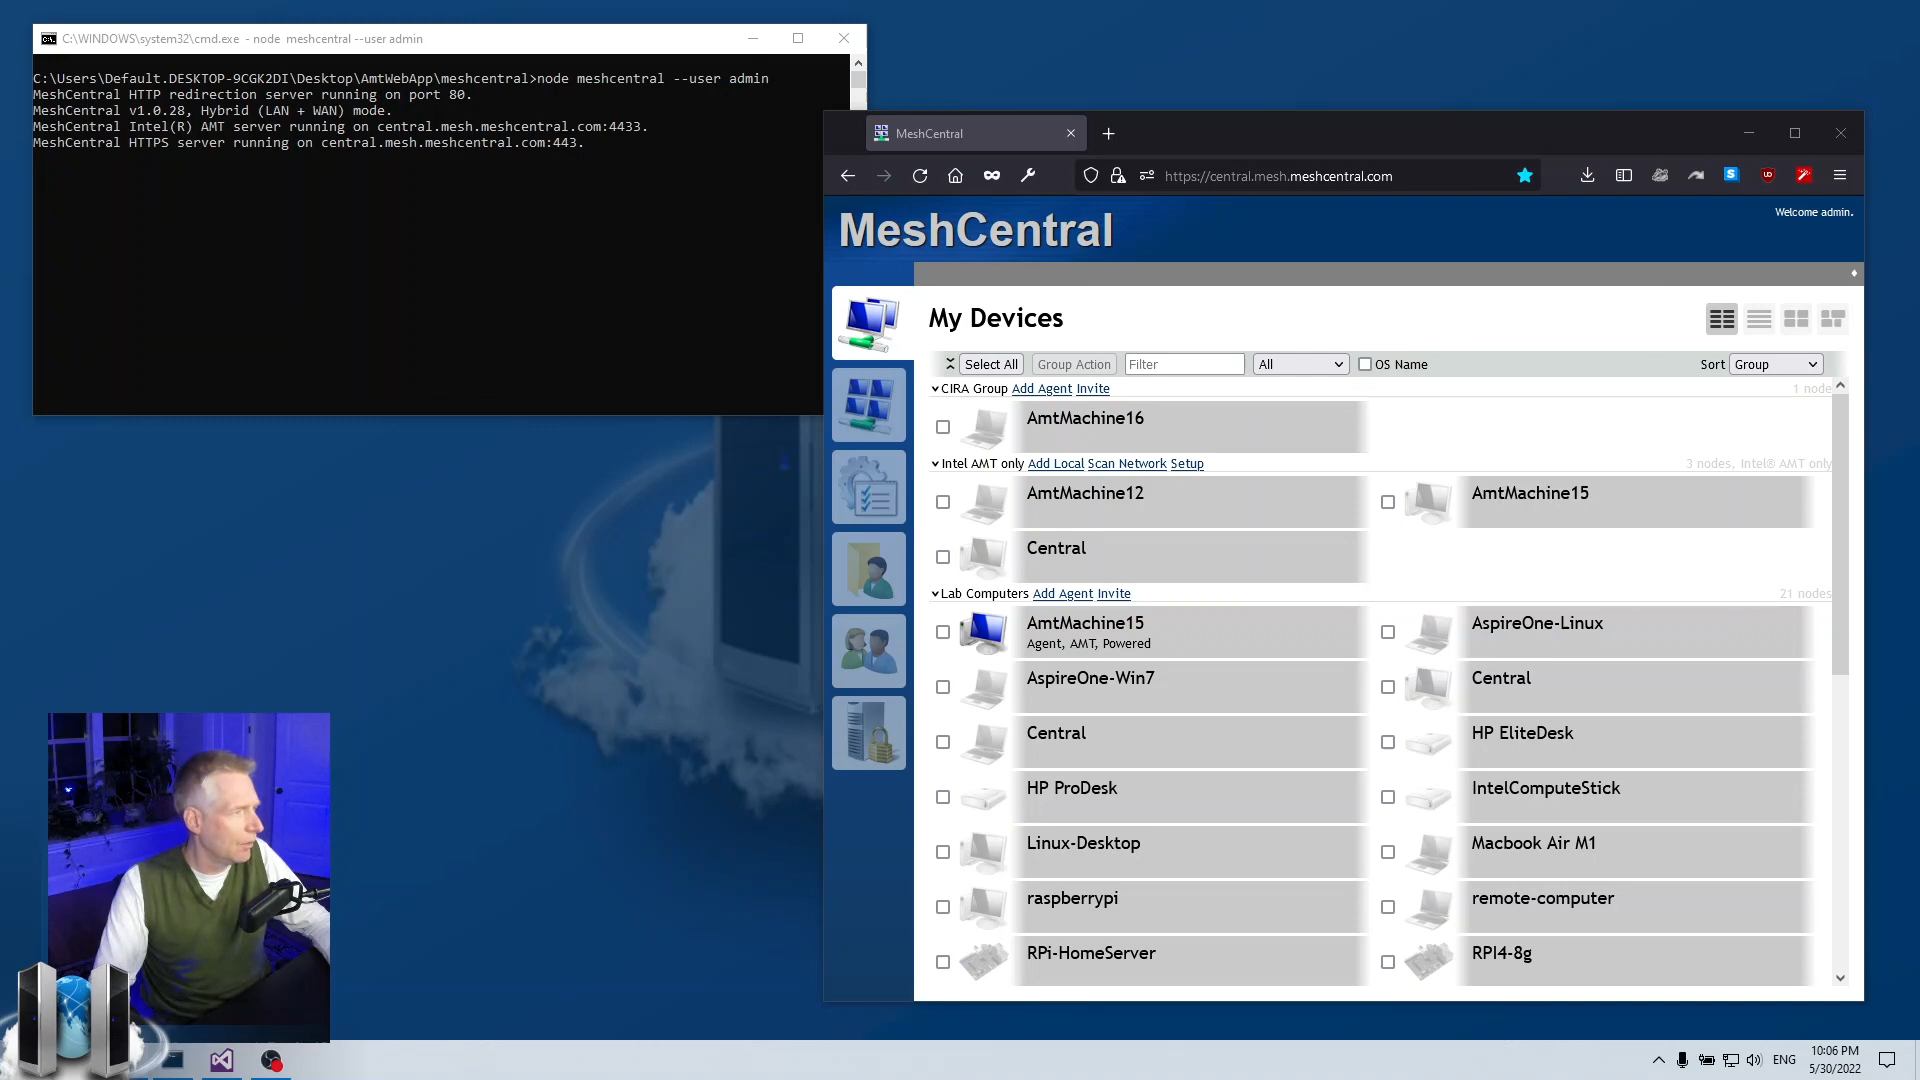 C:\WINDOWS\system32\cmd.exe - node meshcentral --user admin
C:\Users\Default.DESKTOP-9CGK2DI\Desktop\AmtWebApp\meshcentral>node meshcentral --user admin
MeshCentral HTTP redirection server running on port 80.
MeshCentral v1.0.28, Hybrid (LAN + WAN) mode.
MeshCentral Intel(R) AMT server running on central.mesh.meshcentral.com:4433.
MeshCentral HTTPS server running on central.mesh.meshcentral.com:443.
MeshCentral
https://central.mesh.meshcentral.com
MeshCentral
Welcome admin.
My Devices
Select All Group Action Filter All OS Name Sort Group
CIRA Group Add Agent Invite 1 node
AmtMachine16
Intel AMT only Add Local Scan Network Setup 3 nodes, Intel® AMT only
AmtMachine12 AmtMachine15
Central
Lab Computers Add Agent Invite 21 nodes
AmtMachine15 AspireOne-Linux
Agent, AMT, Powered
AspireOne-Win7 Central
Central HP EliteDesk
HP ProDesk IntelComputeStick
Linux-Desktop Macbook Air M1
raspberrypi remote-computer
RPi-HomeServer RPI4-8g
ENG
10:06 PM
5/30/2022